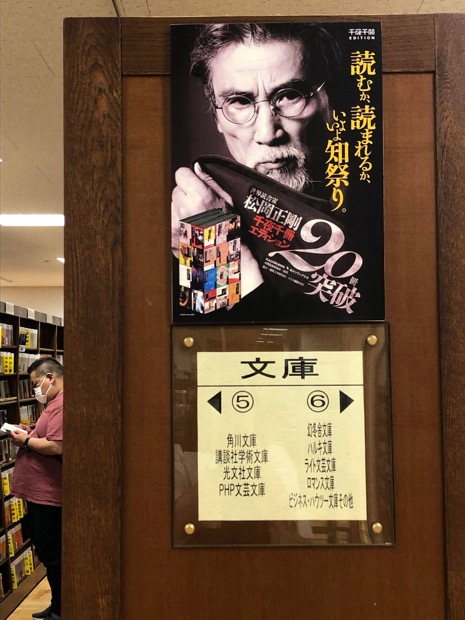 千夜千冊
EDITION
読むか、読まれるか、
いよいよ知祭り。
世界読書家
松岡正剛
千夜千冊
エディション
20冊
突破
文庫
◀ ⑤ ⑥ ▶
角川文庫
講談社学術文庫
光文社文庫
PHP文芸文庫
幻冬舎文庫
ハルキ文庫
ライト文芸文庫
ロマンス文庫
ビジネス・ハウツー文庫その他